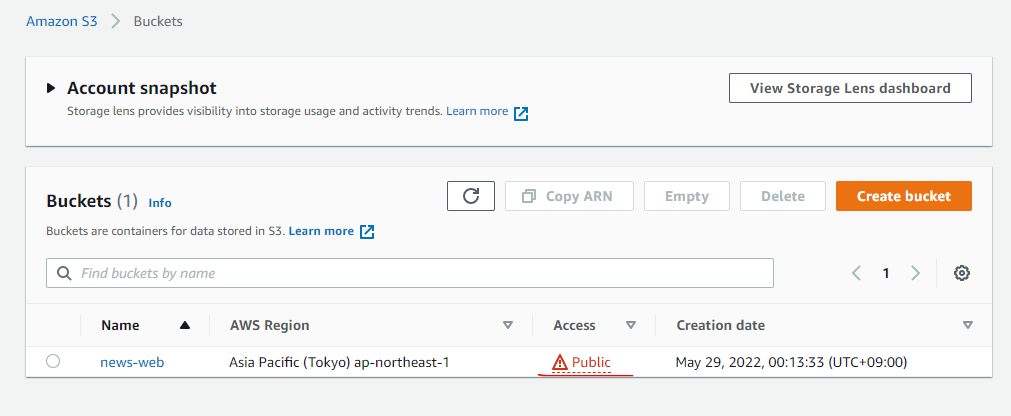 Amazon S3 > Buckets
Account snapshot
View Storage Lens dashboard
Storage lens provides visibility into storage usage and activity trends. Learn more
Buckets (1) Info
Copy ARN
Empty
Delete
Create bucket
Buckets are containers for data stored in S3. Learn more
Find buckets by name
1
Name AWS Region Access Creation date
news-web Asia Pacific (Tokyo) ap-northeast-1 Public May 29, 2022, 00:13:33 (UTC+09:00)